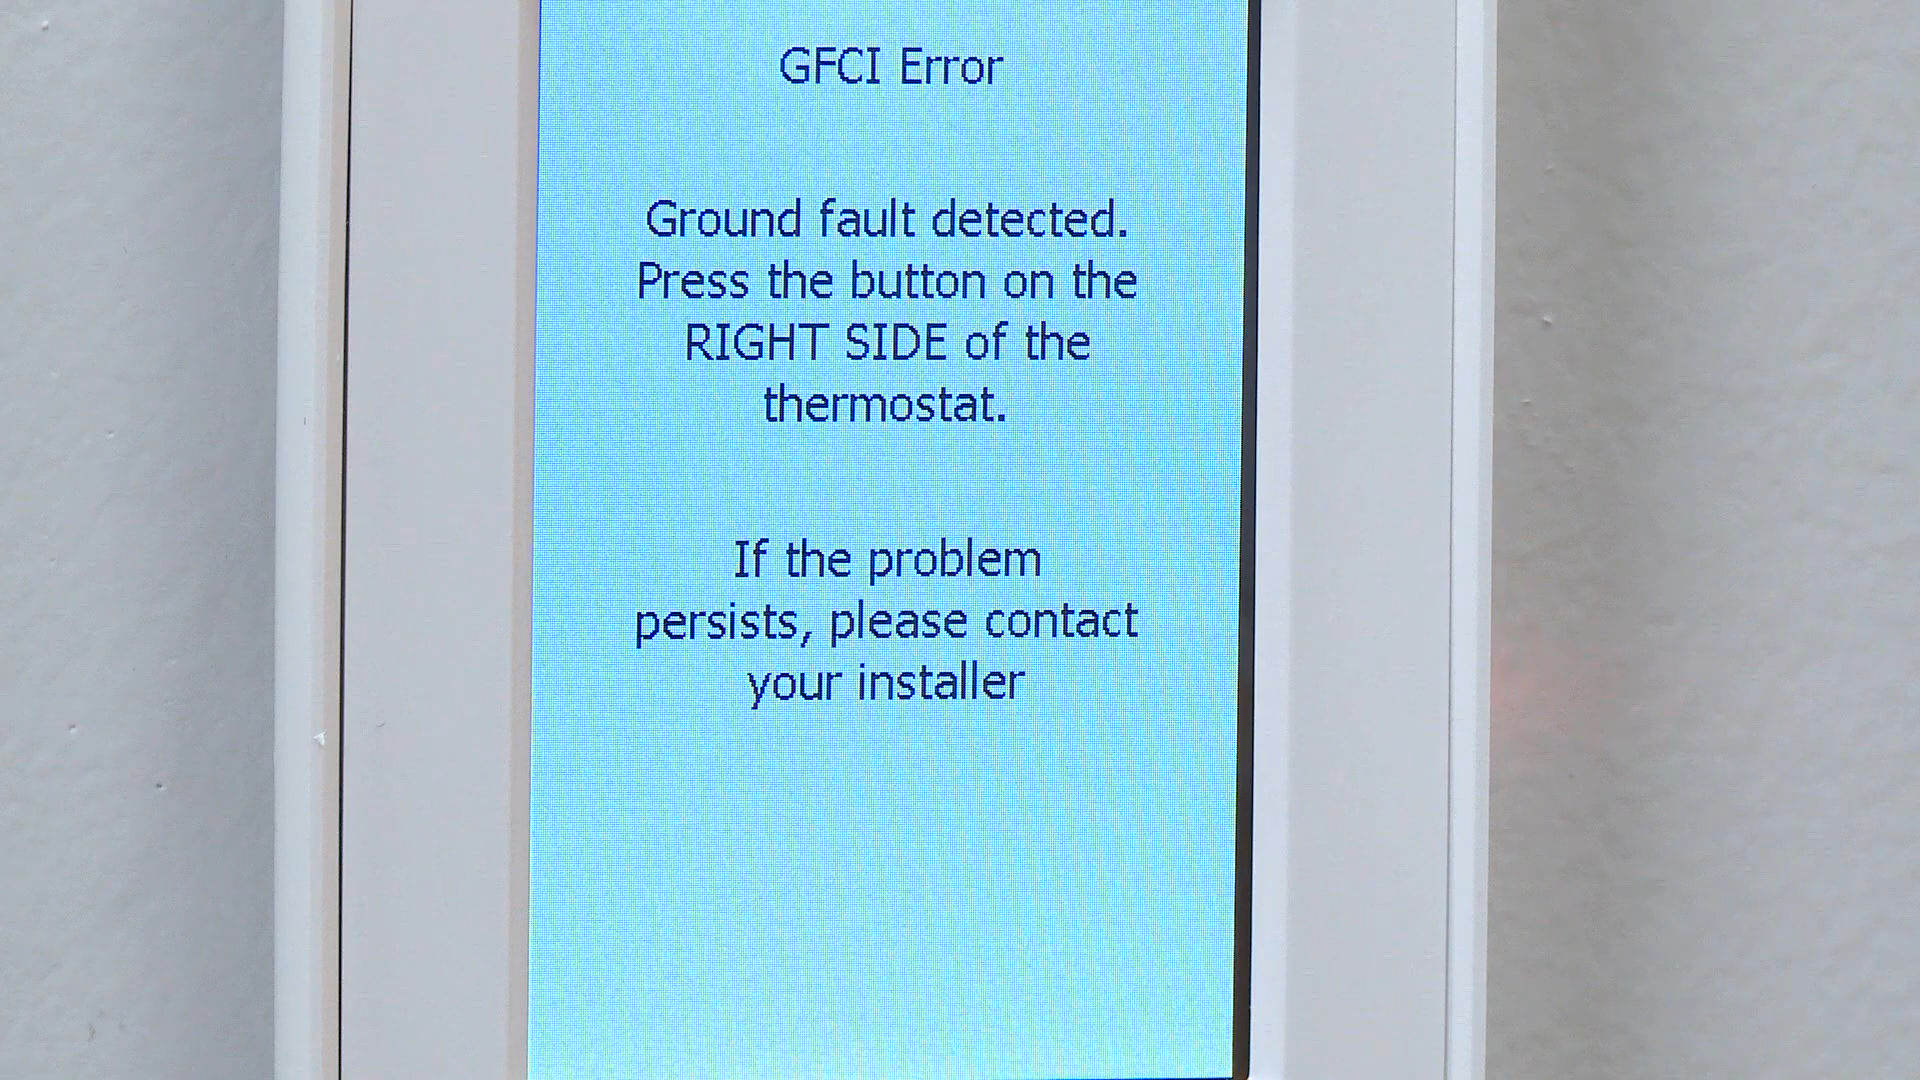 GFCI Error
Ground fault detected.
Press the button on the
RIGHT SIDE of the
thermostat.
If the problem
persists, please contact
your installer